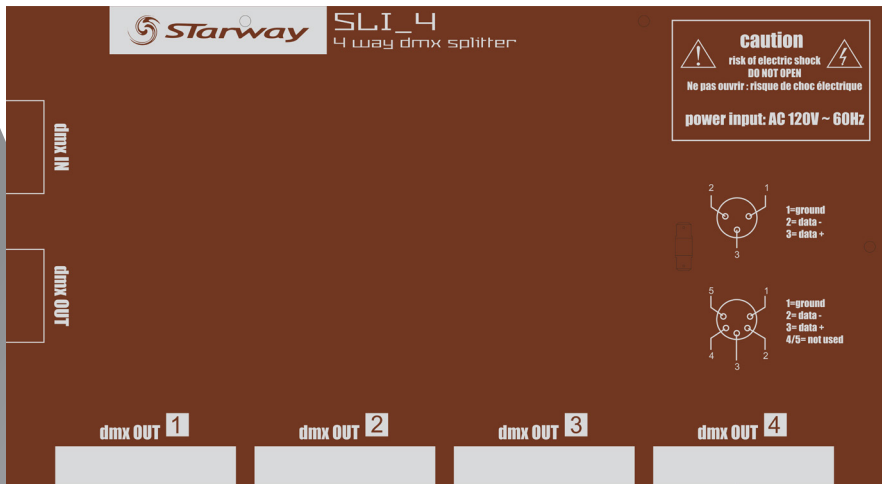 Starway
SLI_4
4 way dmx splitter
caution
risk of electric shock
DO NOT OPEN
Ne pas ouvrir : risque de choc électrique
power input: AC 120V ~ 60Hz
dmx IN
dmx OUT
2 1
3
1=ground
2= data -
3= data +
5 1
4 2
3
1=ground
2= data -
3= data +
4/5= not used
dmx OUT 1
dmx OUT 2
dmx OUT 3
dmx OUT 4